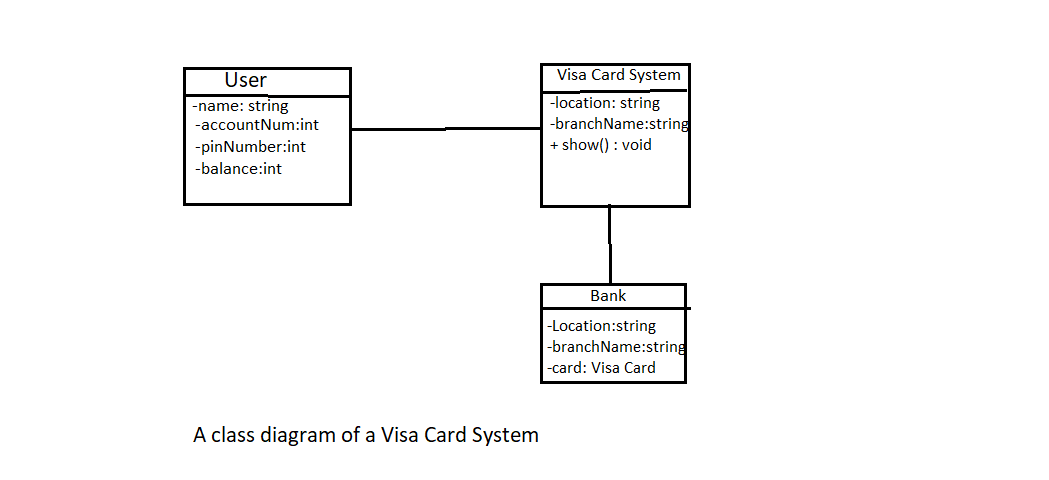 User
-name: string
-accountNum:int
-pinNumber:int
-balance:int
Visa Card System
-location: string
-branchName:string
+ show() : void
Bank
-Location:string
-branchName:string
-card: Visa Card
A class diagram of a Visa Card System